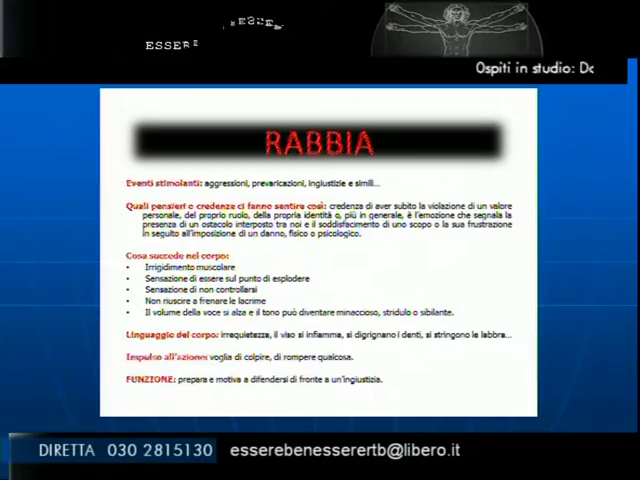 ESSERE
ESSE
Ospiti in studio: Do
RABBIA
Eventi stimolanti: aggressioni, prevaricazioni, ingiustizie e simili...
Quali pensieri o credenze ci fanno sentire così: credenza di aver subito la violazione di un valore
personale, del proprio ruolo, della propria identità o, più in generale, è l'emozione che segnala la
presenza di un ostacolo interposto tra noi e il soddisfacimento di uno scopo o la sua frustrazione
in seguito all'imposizione di un danno, fisico o psicologico.
Cosa succede nel corpo:
• Irrigidimento muscolare
• Sensazione di essere sul punto di esplodere
• Sensazione di non controllarsi
• Non riuscire a frenare le lacrime
• Il volume della voce si alza e il tono può diventare minaccioso, stridulo o sibilante.
Linguaggio del corpo: irrequietezza, il viso si infiamma, si digrignano i denti, si stringono le labbra...
Impulso all'azione: voglia di colpire, di rompere qualcosa.
FUNZIONE: prepara e motiva a difendersi di fronte a un'ingiustizia.
DIRETTA 030 2815130 esserebenesserertb@libero.it